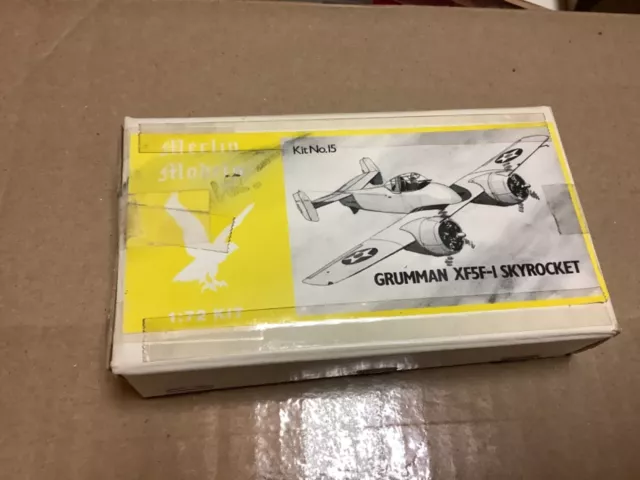 Merlin
Models
1:72 KIT
Kit No.15
GRUMMAN XF5F-1 SKYROCKET